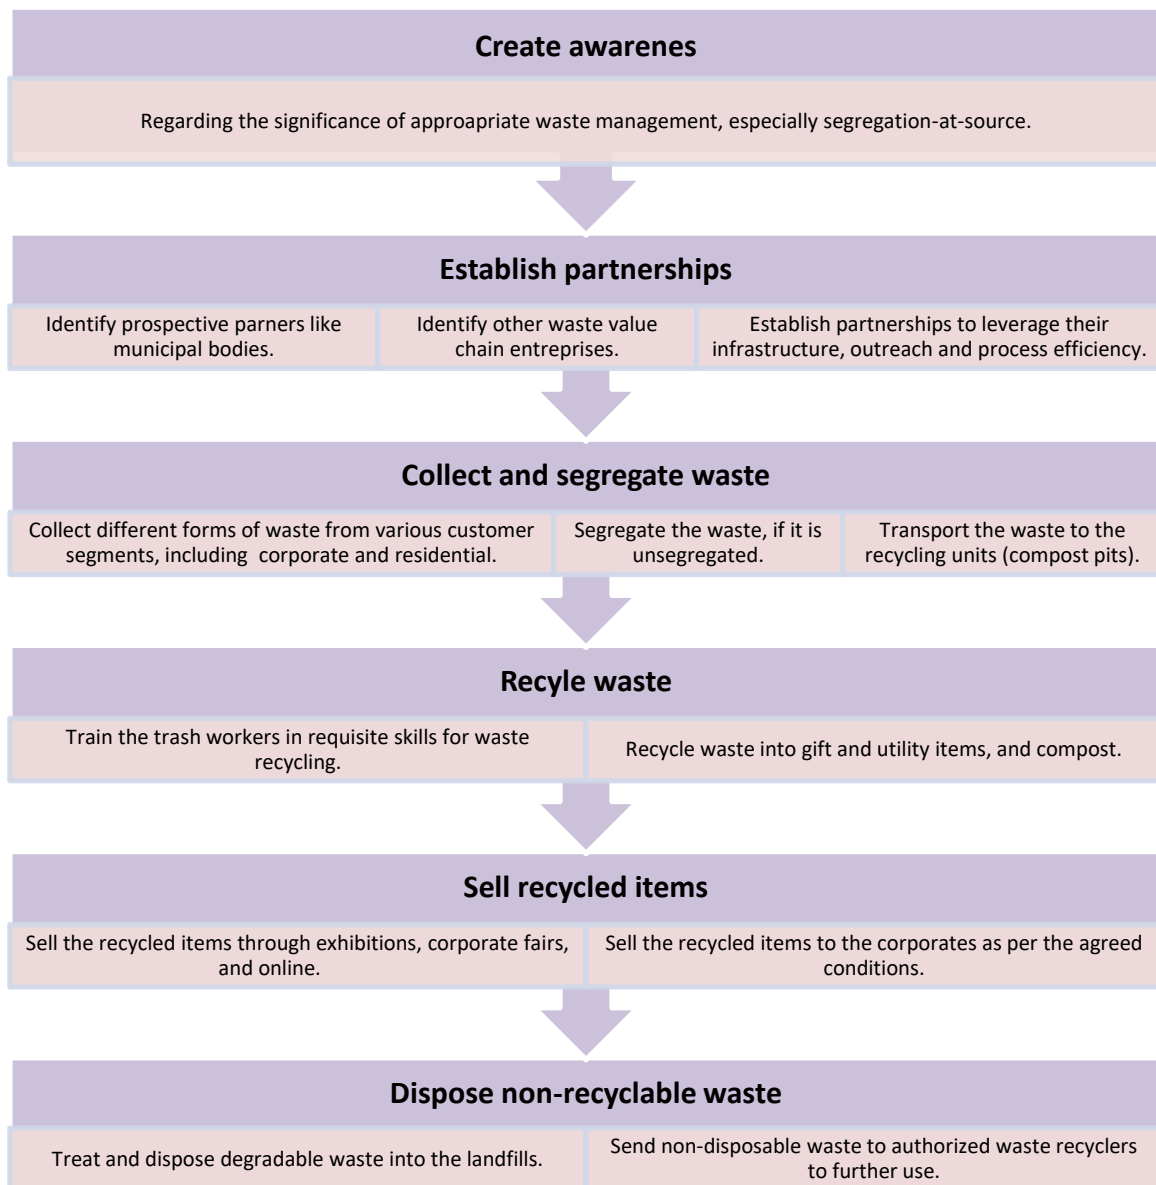 Create awarenes
Regarding the significance of approapriate waste management, especially segregation-at-source.
Establish partnerships
Identify prospective parners like
municipal bodies.
Identify other waste value
chain entreprises.
Establish partnerships to leverage their
infrastructure, outreach and process efficiency.
Collect and segregate waste
Collect different forms of waste from various customer
segments, including corporate and residential.
Segregate the waste, if it is
unsegregated.
Transport the waste to the
recycling units (compost pits).
Recyle waste
Train the trash workers in requisite skills for waste
recycling.
Recycle waste into gift and utility items, and compost.
Sell recycled items
Sell the recycled items through exhibitions, corporate fairs,
and online.
Sell the recycled items to the corporates as per the agreed
conditions.
Dispose non-recyclable waste
Treat and dispose degradable waste into the landfills.
Send non-disposable waste to authorized waste recyclers
to further use.